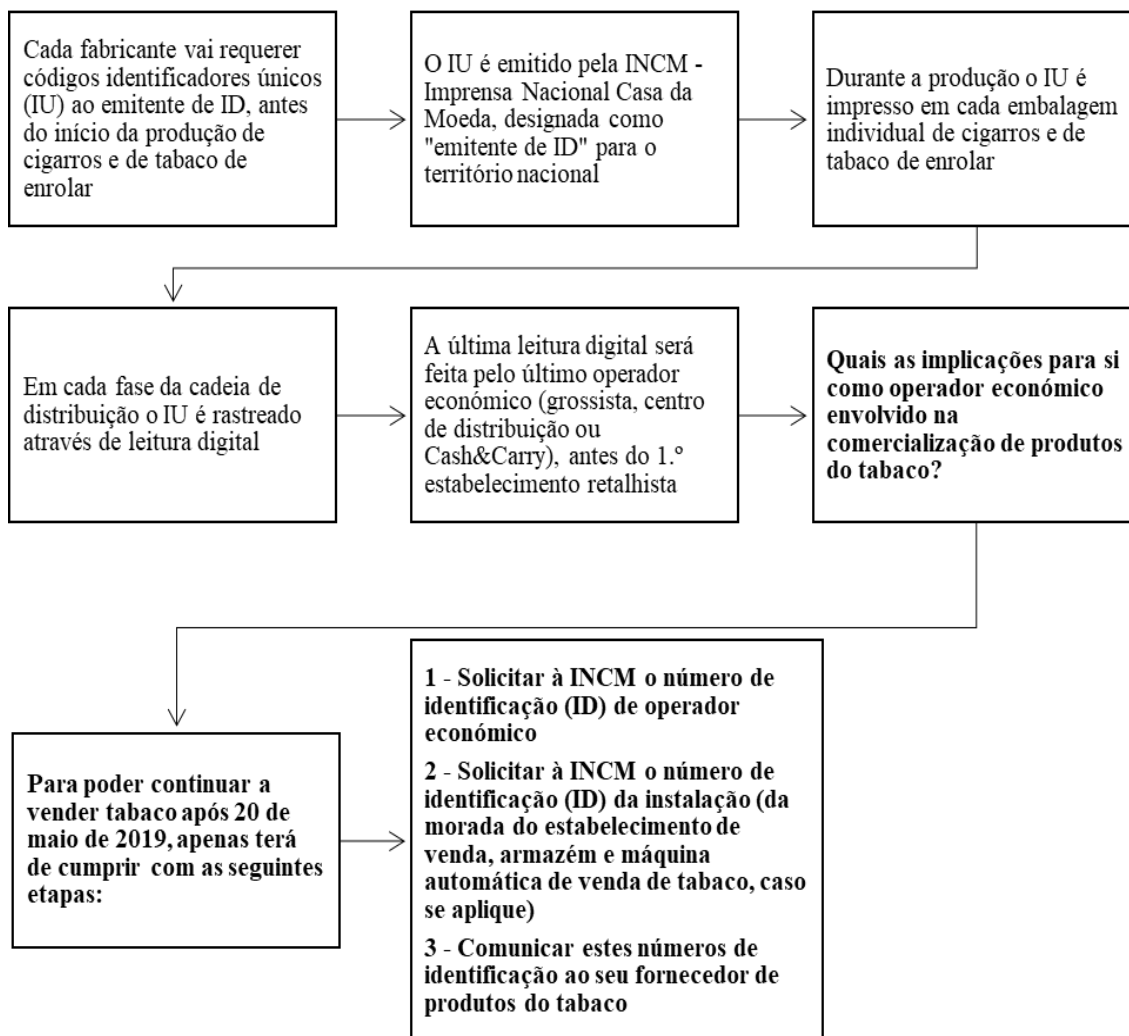 Cada fabricante vai requerer
códigos identificadores únicos
(IU) ao emitente de ID, antes
do início da produção de
cigarros e de tabaco de
enrolar
O IU é emitido pela INCM -
Imprensa Nacional Casa da
Moeda, designada como
"emitente de ID" para o
território nacional
Durante a produção o IU é
impresso em cada embalagem
individual de cigarros e de
tabaco de enrolar
Em cada fase da cadeia de
distribuição o IU é rastreado
através de leitura digital
A última leitura digital será
feita pelo último operador
económico (grossista, centro
de distribuição ou
Cash&Carry), antes do 1.º
estabelecimento retalhista
Quais as implicações para si
como operador económico
envolvido na
comercialização de produtos
do tabaco?
Para poder continuar a
vender tabaco após 20 de
maio de 2019, apenas terá
de cumprir com as seguintes
etapas:
1 - Solicitar à INCM o número de
identificação (ID) de operador
económico
2 - Solicitar à INCM o número de
identificação (ID) da instalação (da
morada do estabelecimento de
venda, armazém e máquina
automática de venda de tabaco, caso
se aplique)
3 - Comunicar estes números de
identificação ao seu fornecedor de
produtos do tabaco